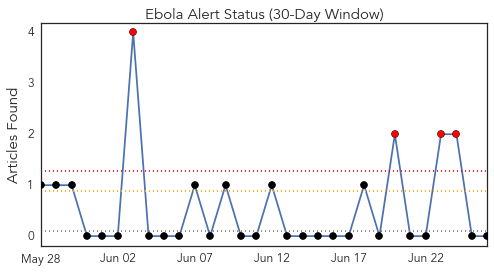 Ebola Alert Status (30-Day Window)
Articles Found
4
3
2
1
0
May 28
Jun 02
Jun 07
Jun 12
Jun 17
Jun 22